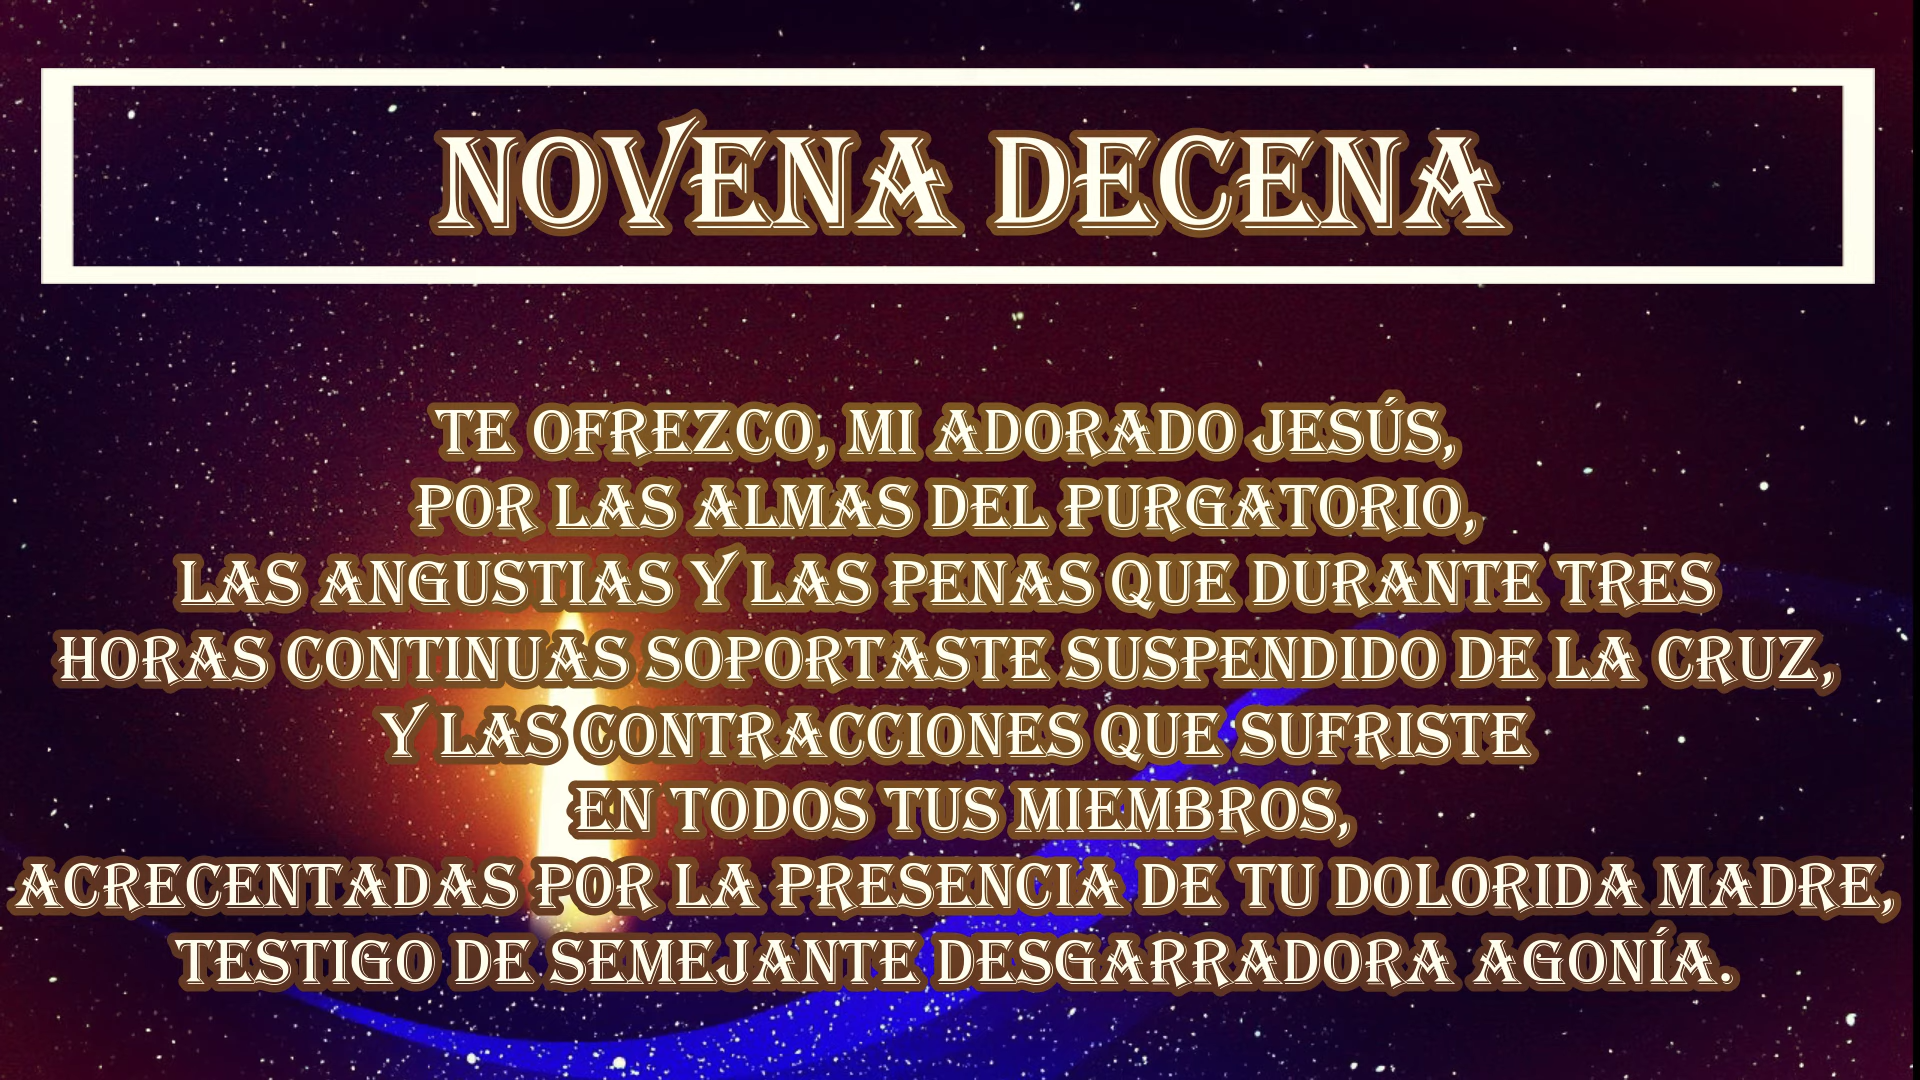 NOVENA DECENA
TE OFREZCO, MI ADORADO JESÚS,
POR LAS ALMAS DEL PURGATORIO,
LAS ANGUSTIAS Y LAS PENAS QUE DURANTE TRES
HORAS CONTINUAS SOPORTASTE SUSPENDIDO DE LA CRUZ,
Y LAS CONTRACCIONES QUE SUFRISTE
EN TODOS TUS MIEMBROS,
ACRECENTADAS POR LA PRESENCIA DE TU DOLORIDA MADRE,
TESTIGO DE SEMEJANTE DESGARRADORA AGONÍA.